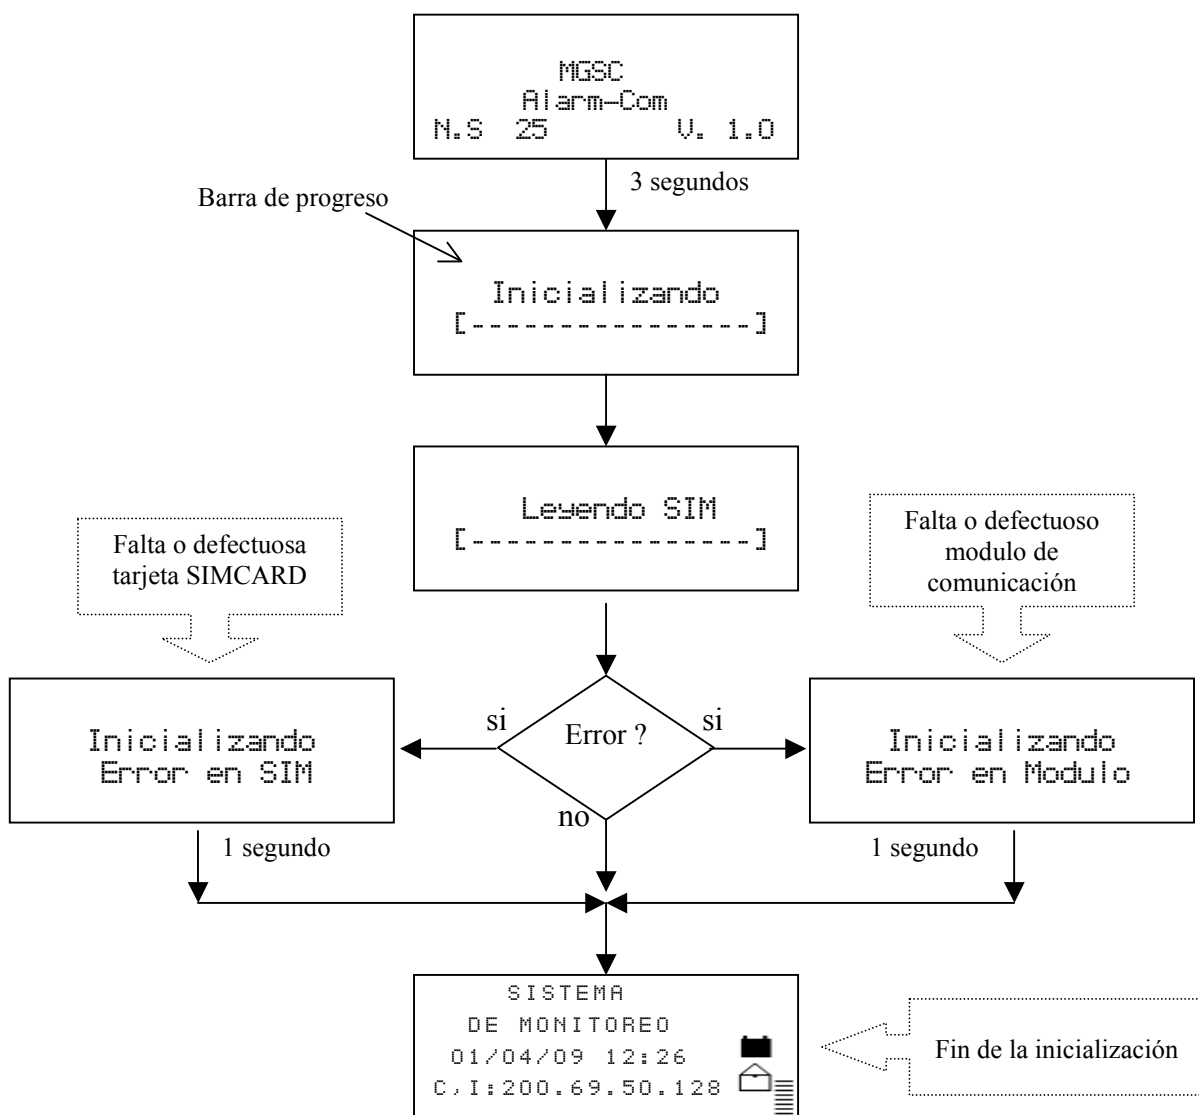 MGSC
Alarm-Com
N.S 25 V. 1.0
3 segundos
Barra de progreso
Inicializando
[----------------]
Leyendo SIM
[----------------]
Falta o defectuosa
tarjeta SIMCARD
Falta o defectuoso
modulo de
comunicación
si
Error ?
si
Inicializando
Error en SIM
Inicializando
Error en Modulo
no
1 segundo
1 segundo
SISTEMA
DE MONITOREO
01/04/09 12:26
C,I:200.69.50.128
Fin de la inicialización